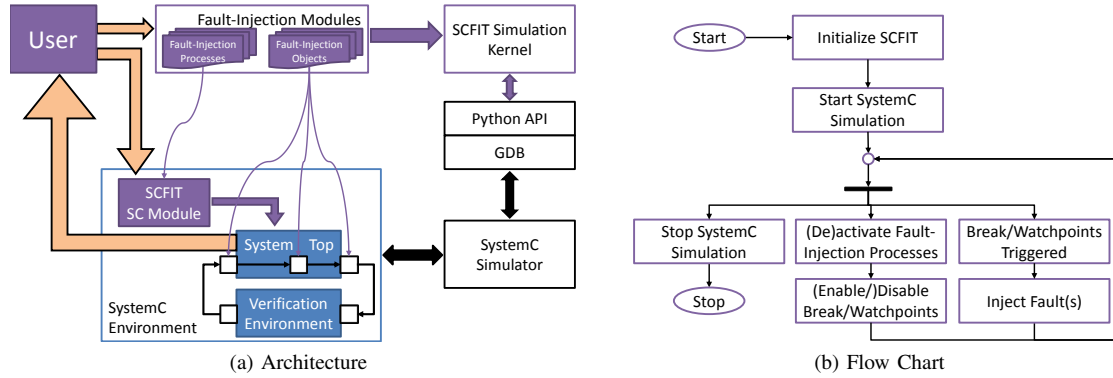 User
Fault-Injection Modules
Fault-Injection
Processes
Fault-Injection
Objects
SCFIT Simulation
Kernel
Python API
GDB
SCFIT
SC Module
System Top
SystemC
Simulator
SystemC
Environment
Verification
Environment
(a) Architecture
Start
Initialize SCFIT
Start SystemC
Simulation
Stop SystemC
Simulation
(De)activate Fault-
Injection Processes
Break/Watchpoints
Triggered
Stop
(Enable/)Disable
Break/Watchpoints
Inject Fault(s)
(b) Flow Chart